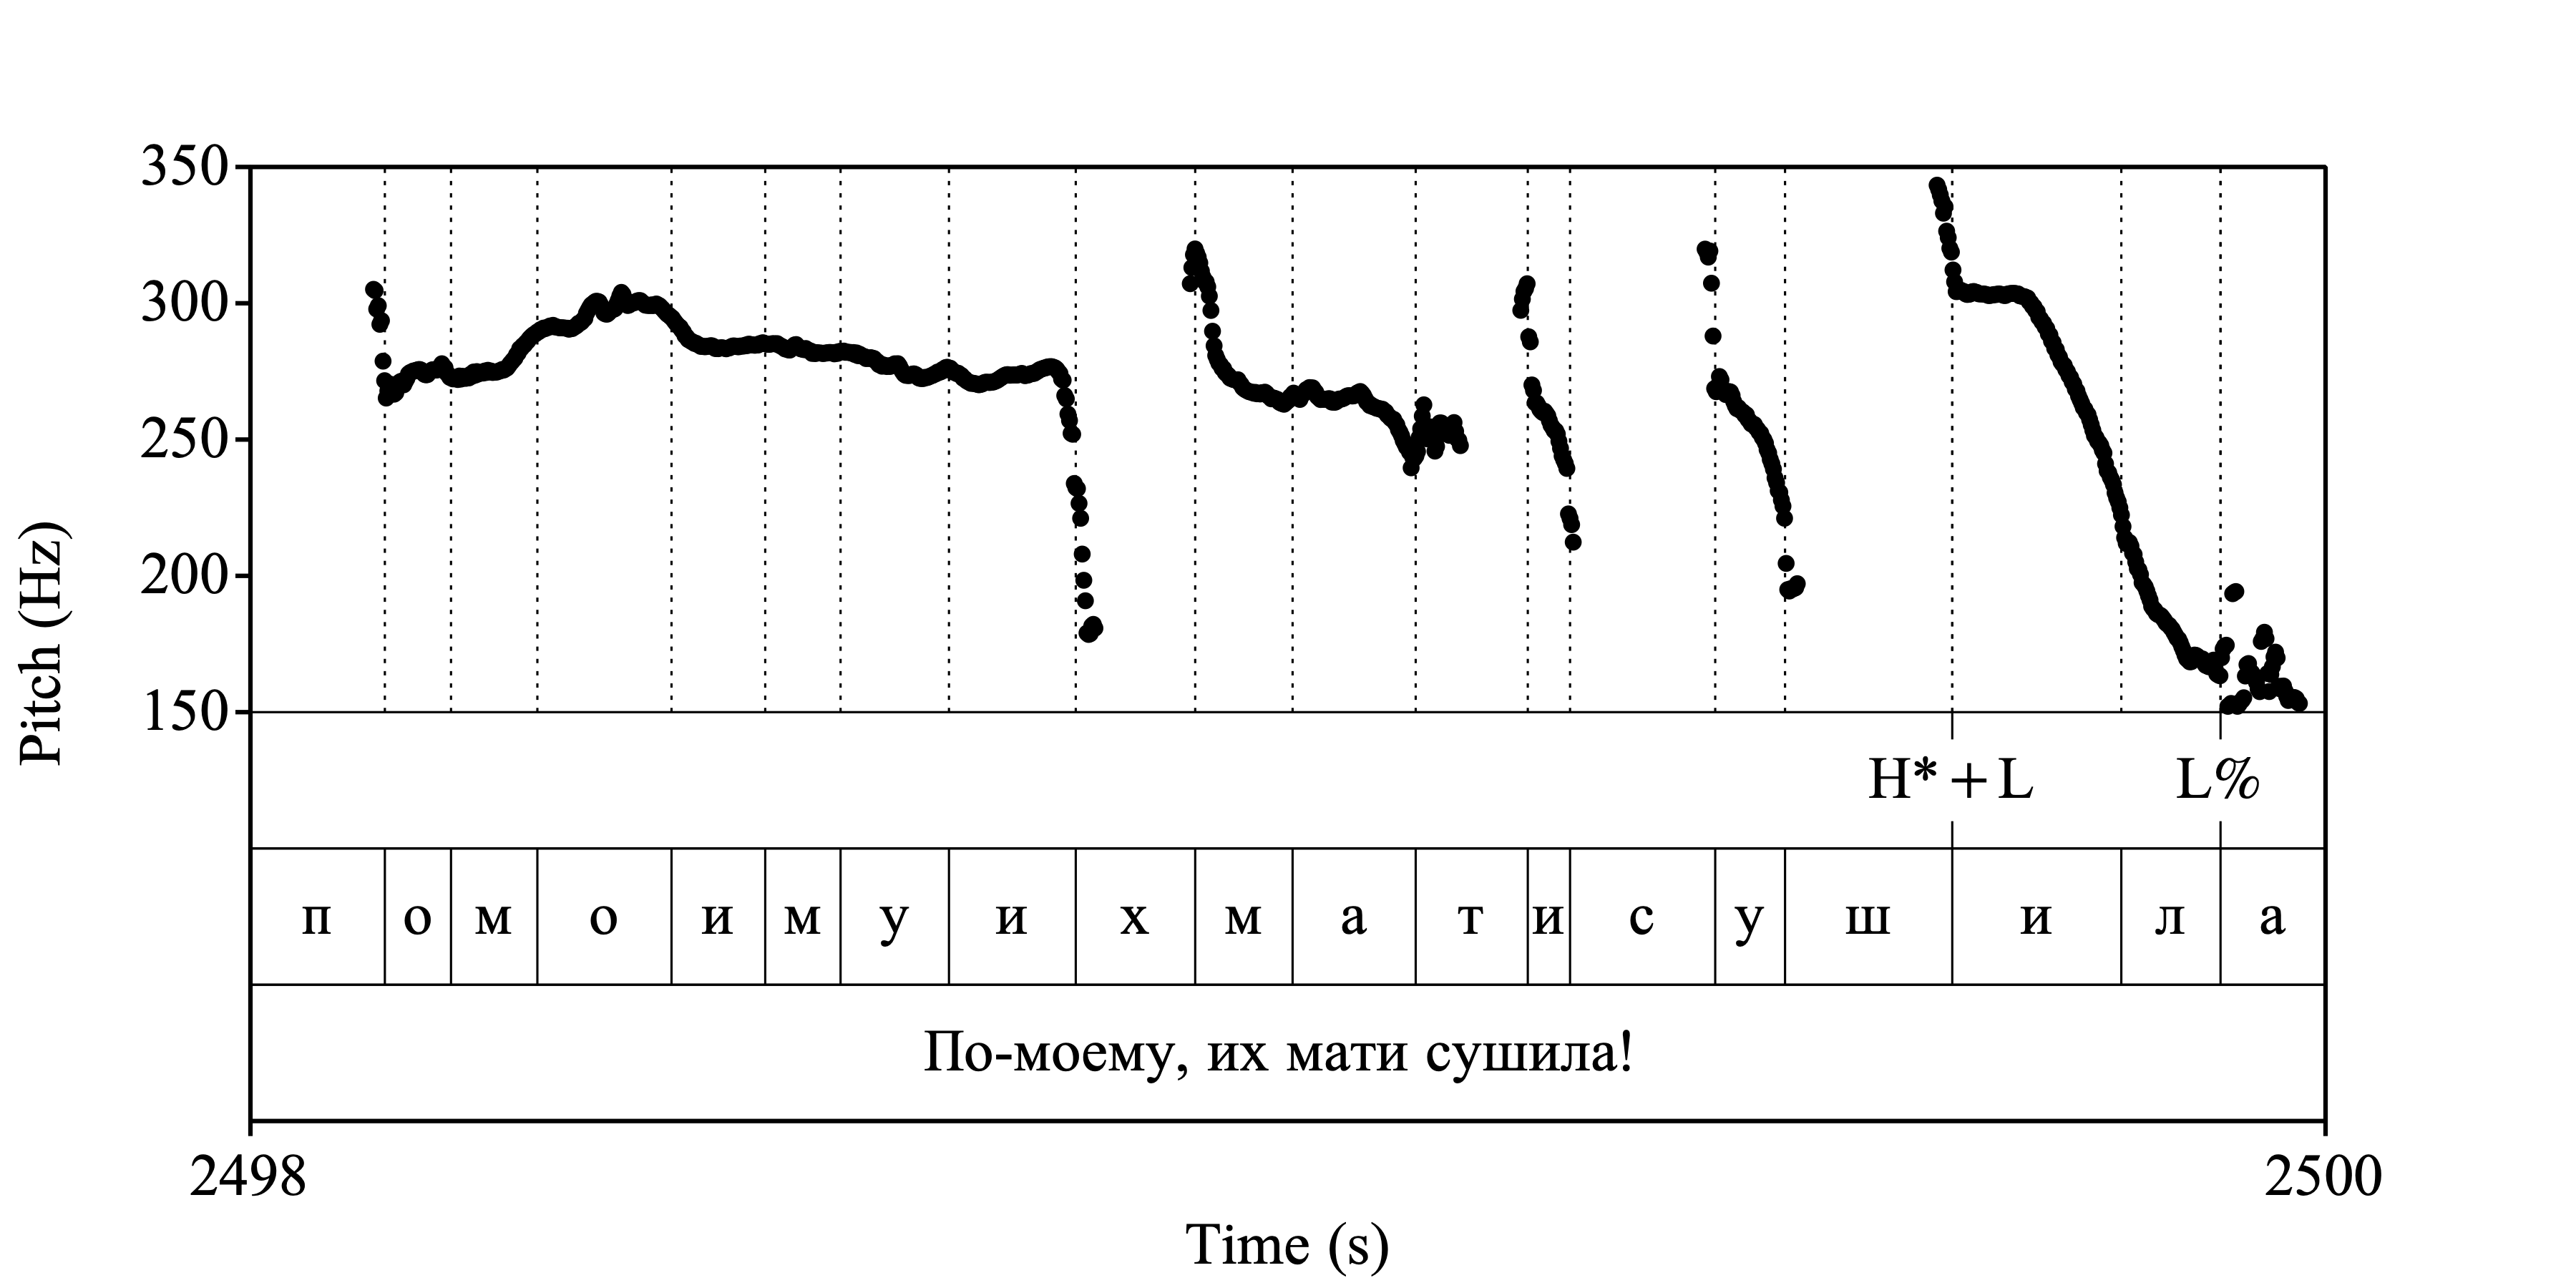 350
300
250
200
150
Pitch (Hz)
H* + L L%
п о м о и м у и х м а т и с у ш и л а
По-моему, их мати сушила!
2498 2500
Time (s)